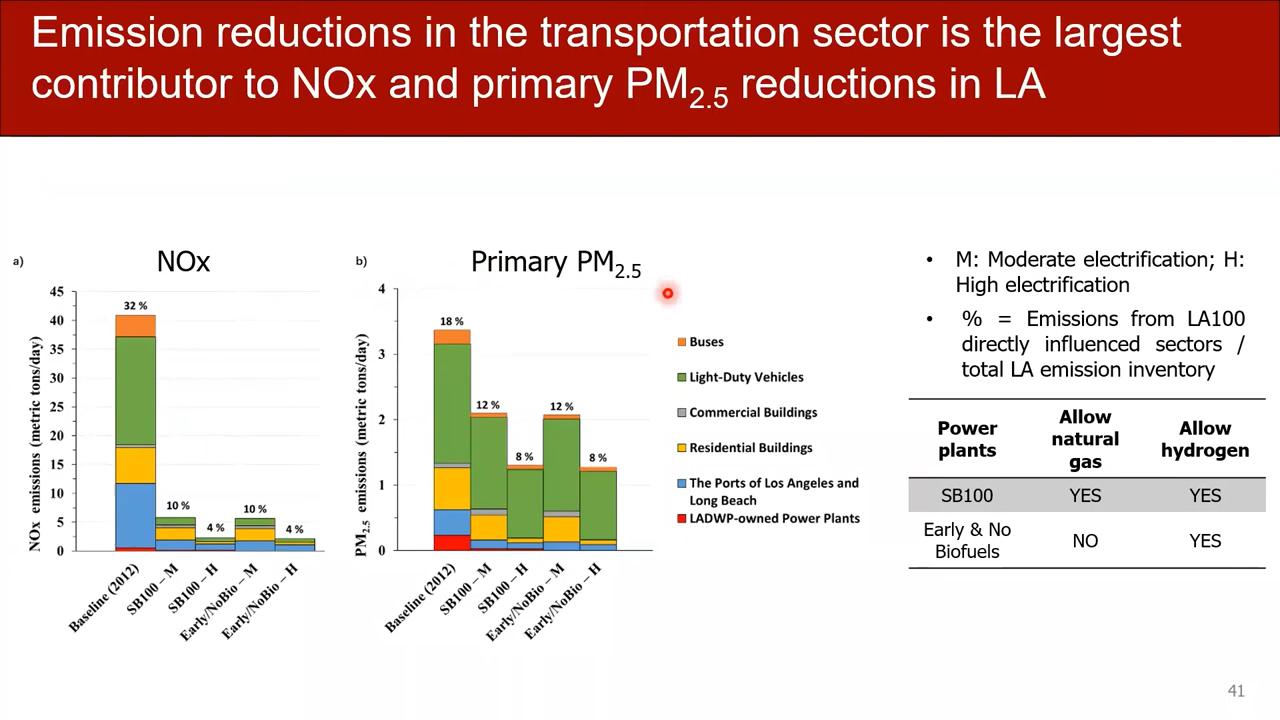 Emission reductions in the transportation sector is the largest
contributor to NOx and primary PM2.5 reductions in LA
a)
NOx
NOx emissions (metric tons/day)
45
40
35
30
25
20
15
10
5
0
32 %
10 %
4 %
10 %
4 %
Baseline (2012)
SB100 – M
SB100 – H
Early/NoBio – M
Early/NoBio – H
b)
Primary PM2.5
PM2.5 emissions (metric tons/day)
4
3
2
1
0
18 %
12 %
8 %
12 %
8 %
Baseline (2012)
SB100 – M
SB100 – H
Early/NoBio – M
Early/NoBio – H
Buses
Light-Duty Vehicles
Commercial Buildings
Residential Buildings
The Ports of Los Angeles and
Long Beach
LADWP-owned Power Plants
• M: Moderate electrification; H:
High electrification
• % = Emissions from LA100
directly influenced sectors /
total LA emission inventory
Power
plants
Allow
natural
gas
Allow
hydrogen
SB100 YES YES
Early & No
Biofuels
NO YES
41